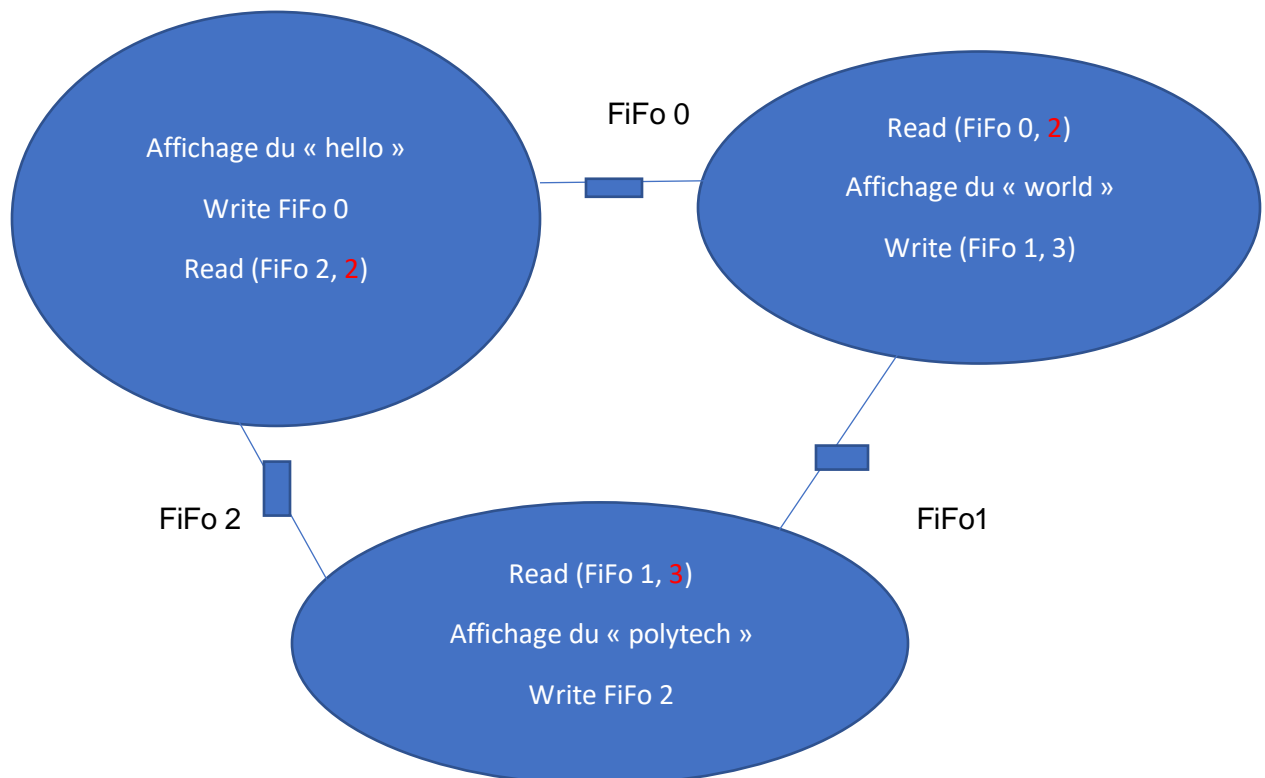 Affichage du « hello »
Write FiFo 0
Read (FiFo 2, 2)
FiFo 0
Read (FiFo 0, 2)
Affichage du « world »
Write (FiFo 1, 3)
FiFo 2
FiFo1
Read (FiFo 1, 3)
Affichage du « polytech »
Write FiFo 2